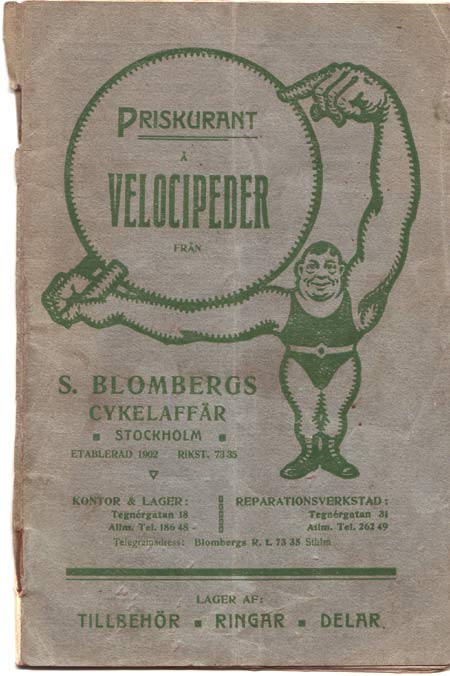 PRISKURANT
Å
VELOCIPEDER
FRÅN
S. BLOMBERGS
CYKELAFFÄR
▪ STOCKHOLM ▪
ETABLERAD 1902 RIKST. 73 35
KONTOR & LAGER:
Tegnérgatan 18
Allm. Tel. 186 48 -
REPARATIONSVERKSTAD:
Tegnérgatan 31
Allm. Tel. 262 49
Telegramadress: Blombergs R. t. 73 35 Sthlm
LAGER AF:
TILLBEHÖR ▪ RINGAR ▪ DELAR